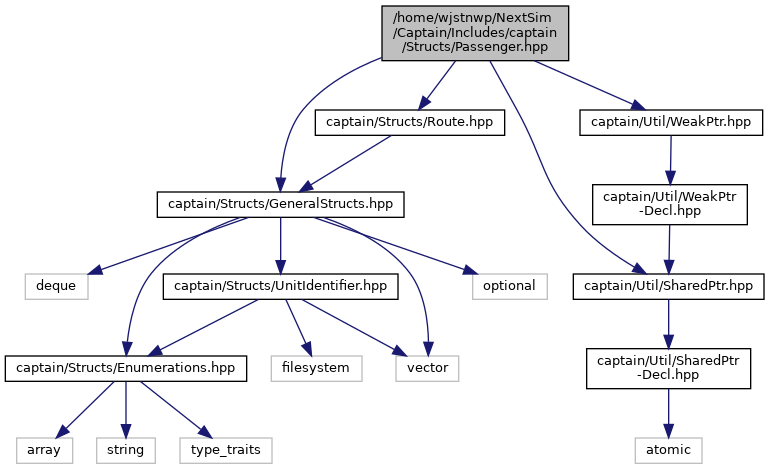 /home/wjstnwp/NextSim
/Captain/Includes/captain
/Structs/Passenger.hpp
captain/Structs/Route.hpp
captain/Util/WeakPtr.hpp
captain/Structs/GeneralStructs.hpp
captain/Util/WeakPtr
-Decl.hpp
deque
captain/Structs/UnitIdentifier.hpp
optional
captain/Util/SharedPtr.hpp
captain/Structs/Enumerations.hpp
filesystem
vector
captain/Util/SharedPtr
-Decl.hpp
array
string
type_traits
atomic